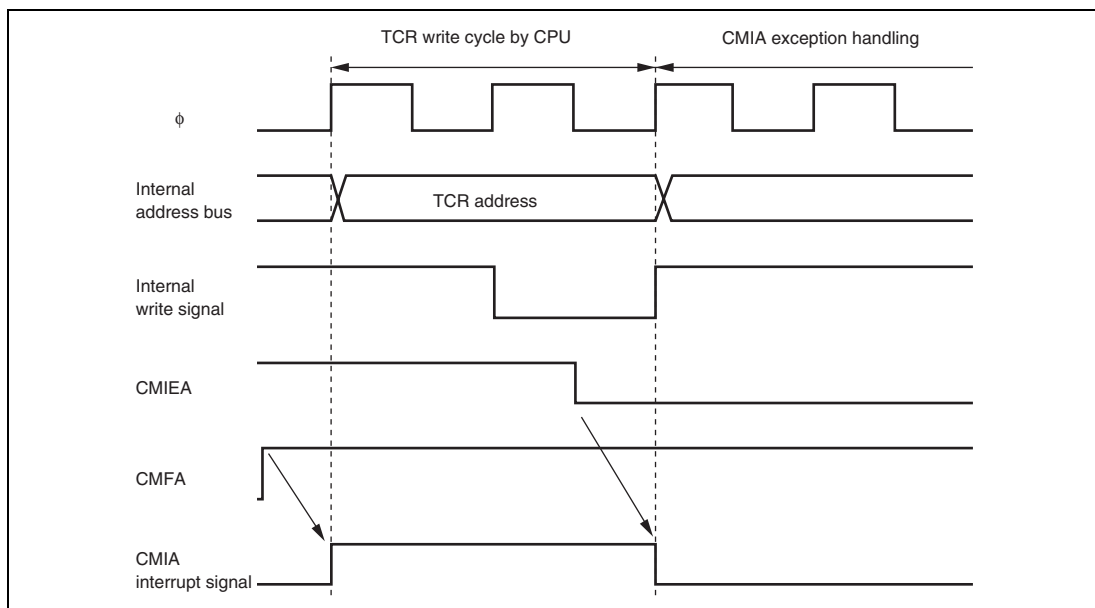 TCR write cycle by CPU
CMIA exception handling
ϕ
Internal
address bus
TCR address
Internal
write signal
CMIEA
CMFA
CMIA
interrupt signal